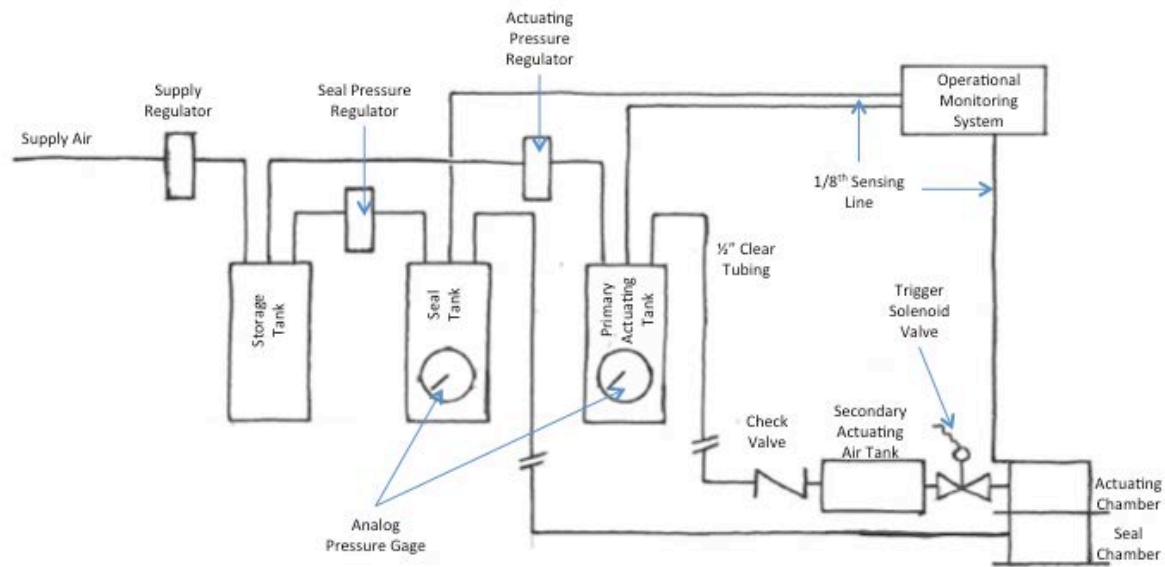 Actuating
Pressure
Regulator
Supply
Regulator
Seal Pressure
Regulator
Operational
Monitoring
System
Supply Air
1/8th Sensing
Line
½" Clear
Tubing
Storage
Tank
Seal
Tank
Primary
Actuating
Tank
Trigger
Solenoid
Valve
Check
Valve
Secondary
Actuating
Air Tank
Analog
Pressure Gage
Actuating
Chamber
Seal
Chamber